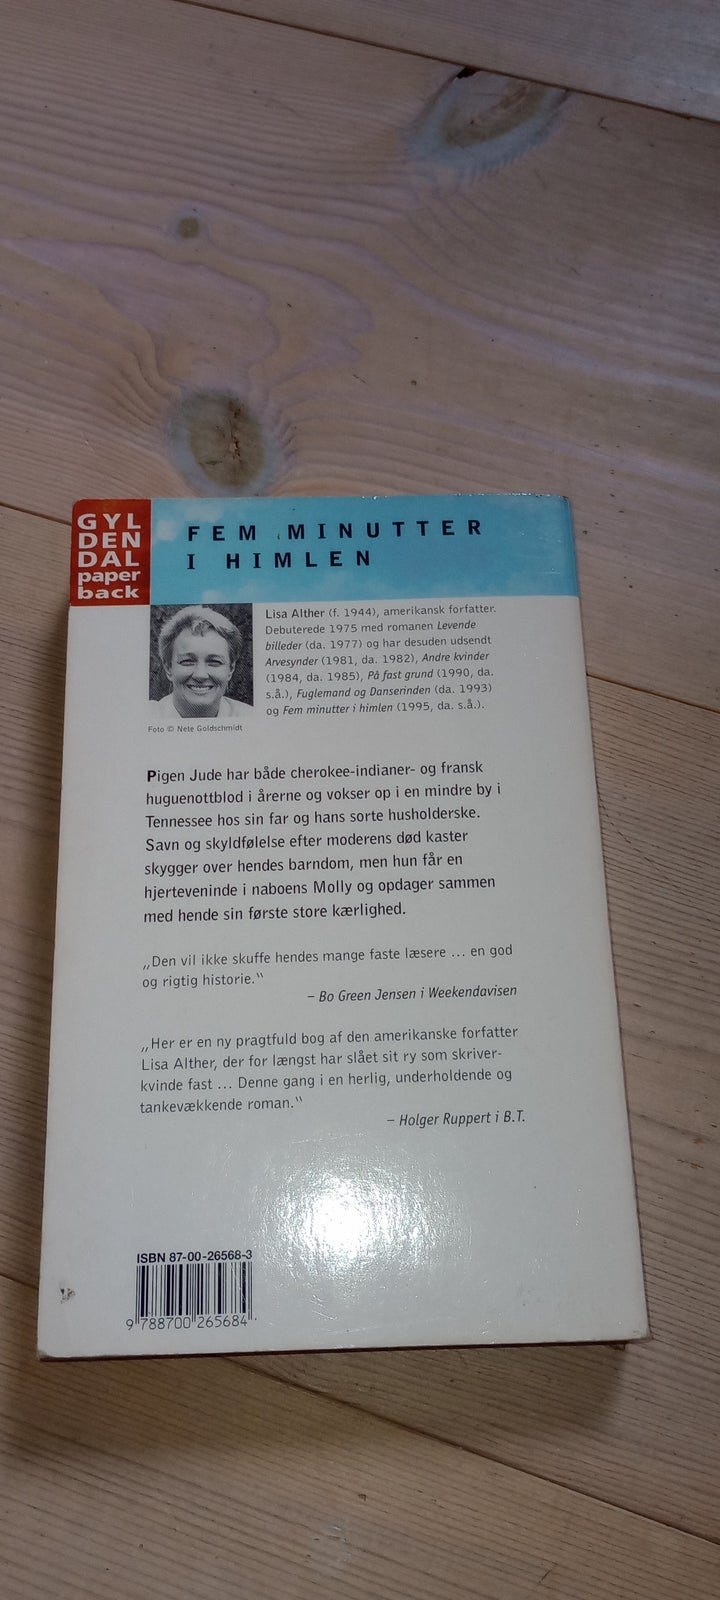 GYL
DEN
DAL
paper
back
FEM MINUTTER
I HIMLEN
Lisa Alther (f. 1944), amerikansk forfatter.
Debuterede 1975 med romanen Levende
billeder (da. 1977) og har desuden udsendt
Arvesynder (1981, da. 1982), Andre kvinder
(1984, da. 1985), På fast grund (1990, da.
s.å.), Fuglemand og Danserinden (da. 1993)
og Fem minutter i himlen (1995, da. s.å.).
Foto © Nete Goldschmidt
Pigen Jude har både cherokee-indianer- og fransk
huguenottblod i årerne og vokser op i en mindre by i
Tennessee hos sin far og hans sorte husholderske.
Savn og skyldfølelse efter moderens død kaster
skygger over hendes barndom, men hun får en
hjerteveninde i naboens Molly og opdager sammen
med hende sin første store kærlighed.
„Den vil ikke skuffe hendes mange faste læsere ... en god
og rigtig historie.“
– Bo Green Jensen i Weekendavisen
„Her er en ny pragtfuld bog af den amerikanske forfatter
Lisa Alther, der for længst har slået sit ry som skriver-
kvinde fast ... Denne gang i en herlig, underholdende og
tankevækkende roman.“
– Holger Ruppert i B.T.
ISBN 87-00-26568-3
9 788700 265684